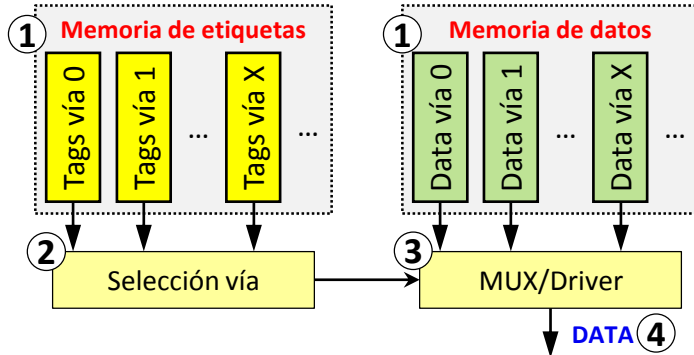 1 Memoria de etiquetas
Tags vía 0
Tags vía 1
...
Tags vía X
...
1 Memoria de datos
Data vía 0
Data vía 1
...
Data vía X
...
2 Selección vía
3 MUX/Driver
DATA 4